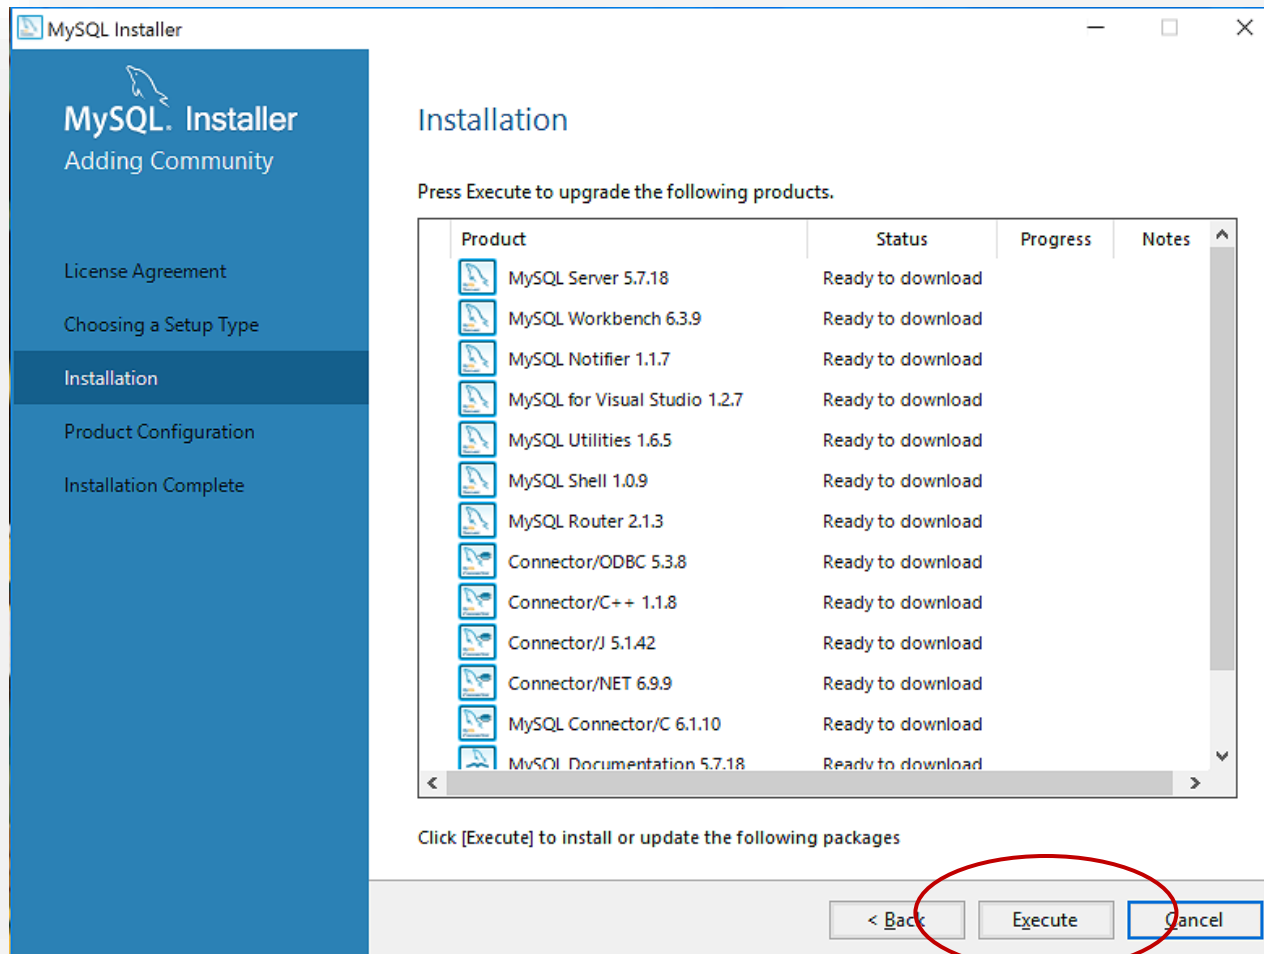 MySQL Installer
MySQL. Installer
Adding Community
License Agreement
Choosing a Setup Type
Installation
Product Configuration
Installation Complete
Installation
Press Execute to upgrade the following products.
Product Status Progress Notes
MySQL Server 5.7.18 Ready to download
MySQL Workbench 6.3.9 Ready to download
MySQL Notifier 1.1.7 Ready to download
MySQL for Visual Studio 1.2.7 Ready to download
MySQL Utilities 1.6.5 Ready to download
MySQL Shell 1.0.9 Ready to download
MySQL Router 2.1.3 Ready to download
Connector/ODBC 5.3.8 Ready to download
Connector/C++ 1.1.8 Ready to download
Connector/J 5.1.42 Ready to download
Connector/NET 6.9.9 Ready to download
MySQL Connector/C 6.1.10 Ready to download
MySQL Documentation 5.7.18 Ready to download
Click [Execute] to install or update the following packages
< Back Execute Cancel